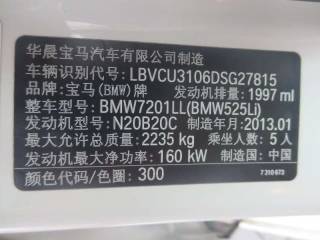 华晨宝马汽车有限公司制造
车辆识别代号: LBVCU3106DSG27815
品牌: 宝马(BMW)牌 发动机排量: 1997 ml
整车型号: BMW7201LL(BMW525Li)
发动机型号: N20B20C 制造年月: 2013.01
最大允许总质量: 2235 kg 乘坐人数: 5 人
发动机最大净功率: 160 kW 制造国: 中国
颜色代码/色圈: 300 7 310 673